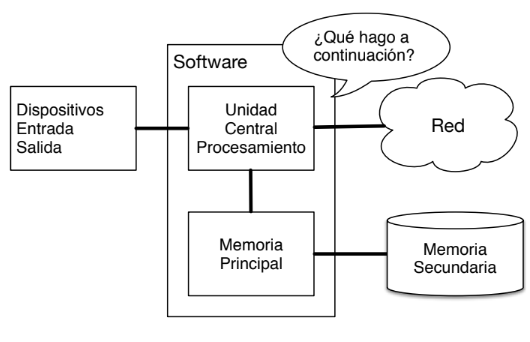 ¿Qué hago a
continuación?
Software
Dispositivos
Entrada
Salida
Unidad
Central
Procesamiento
Red
Memoria
Principal
Memoria
Secundaria